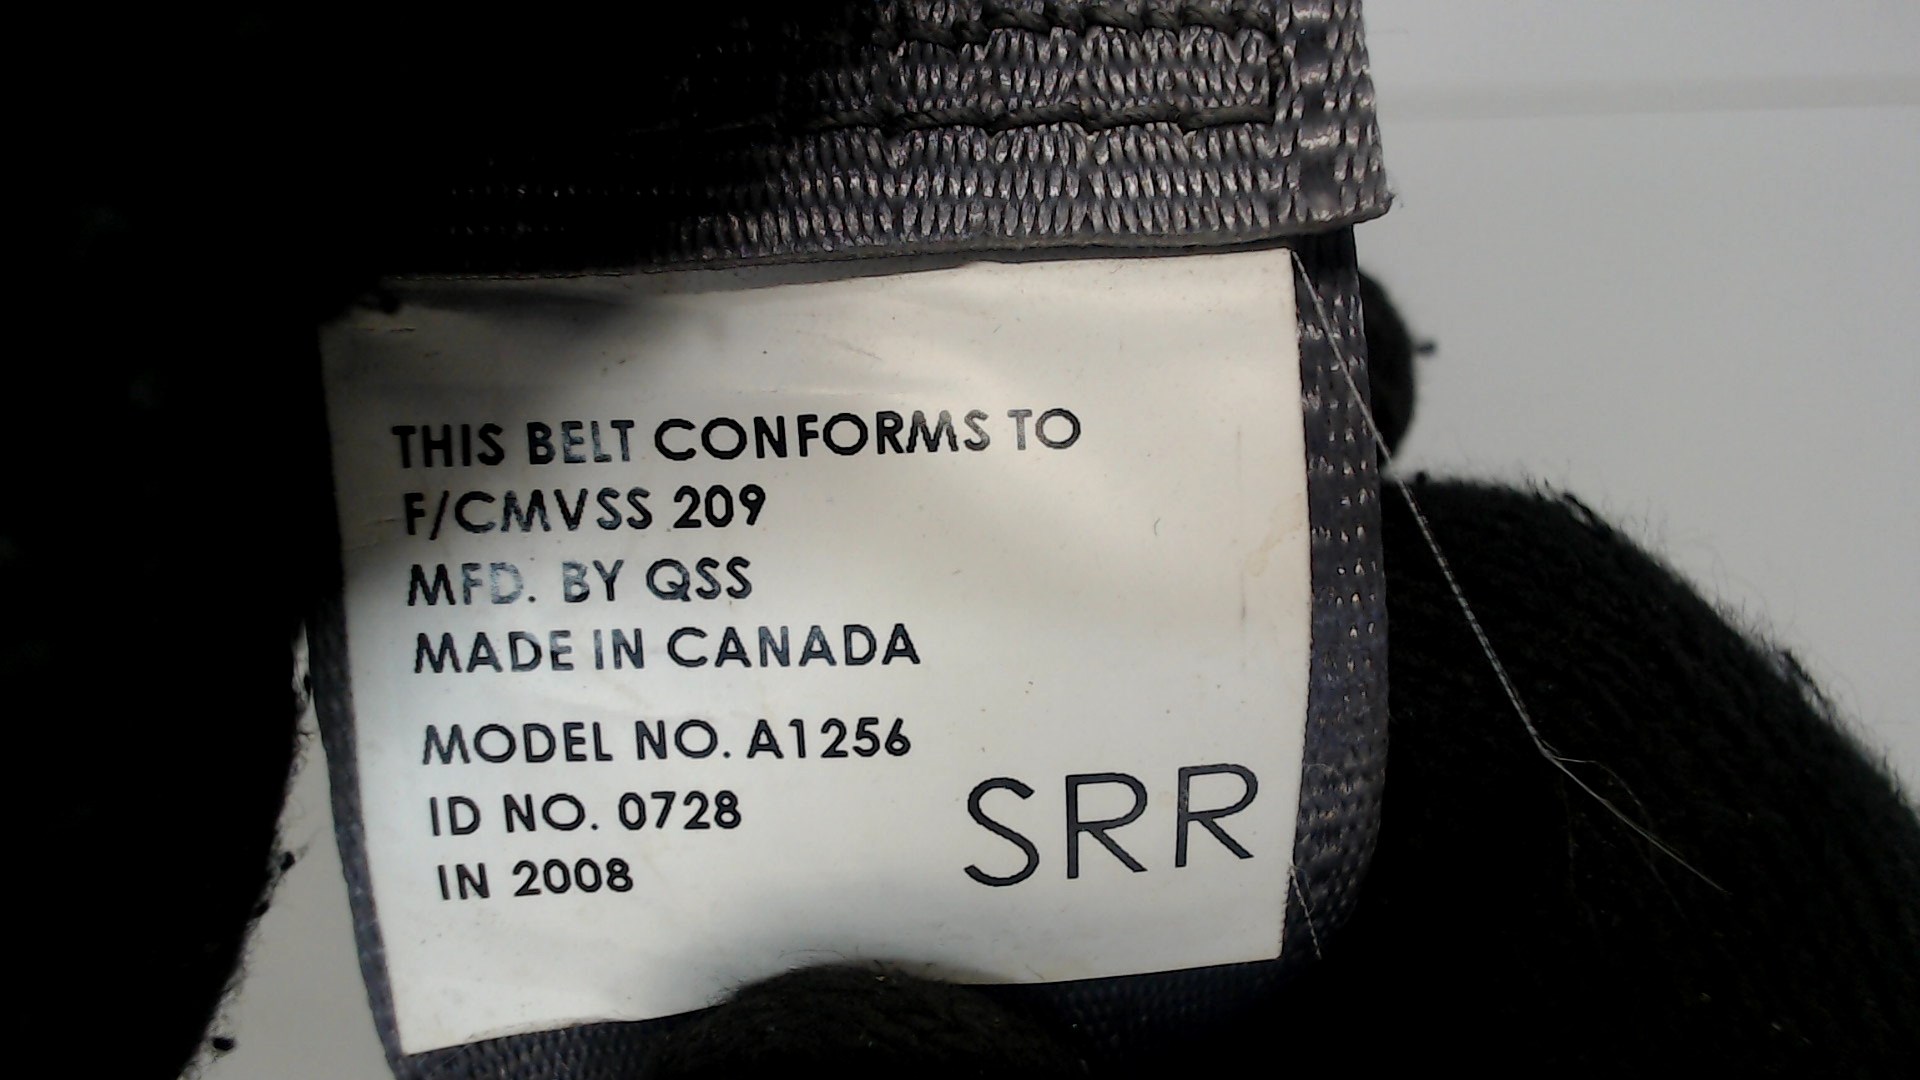 THIS BELT CONFORMS TO
F/CMVSS 209
MFD. BY QSS
MADE IN CANADA
MODEL NO. A1256
ID NO. 0728
IN 2008
SRR